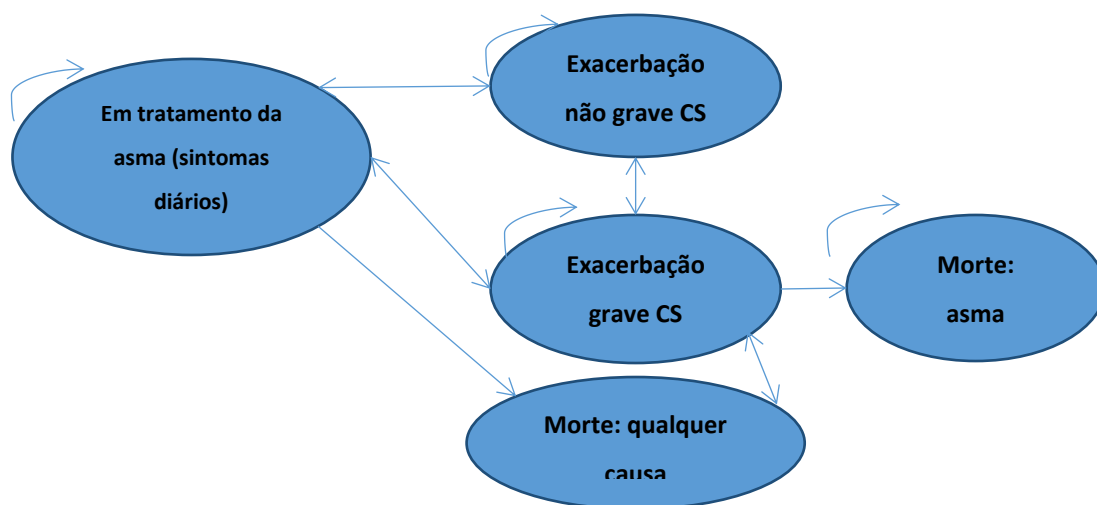 Em tratamento da
asma (sintomas
diários)
Exacerbação
não grave CS
Exacerbação
grave CS
Morte:
asma
Morte: qualquer
causa